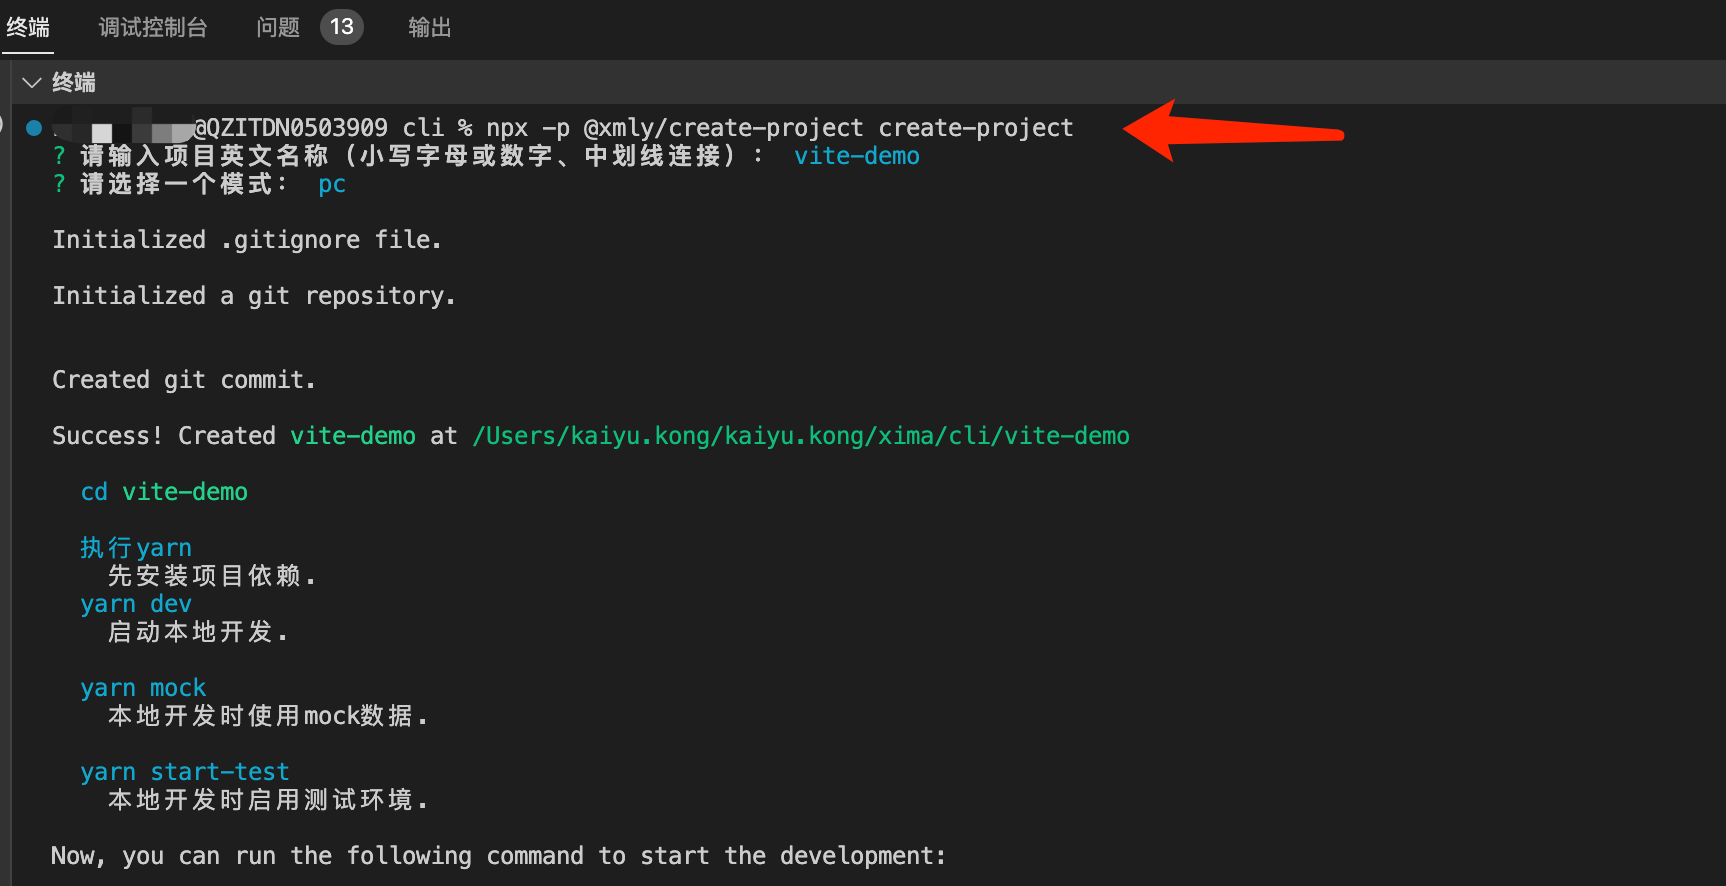 终端 调试控制台 问题 13 输出
终端
@QZITDN0503909 cli % npx -p @xmly/create-project create-project
? 请输入项目英文名称（小写字母或数字、中划线连接）： vite-demo
? 请选择一个模式： pc
Initialized .gitignore file.
Initialized a git repository.
Created git commit.
Success! Created vite-demo at /Users/kaiyu.kong/kaiyu.kong/xima/cli/vite-demo
cd vite-demo
执行yarn
先安装项目依赖.
yarn dev
启动本地开发.
yarn mock
本地开发时使用mock数据.
yarn start-test
本地开发时启用测试环境.
Now, you can run the following command to start the development: